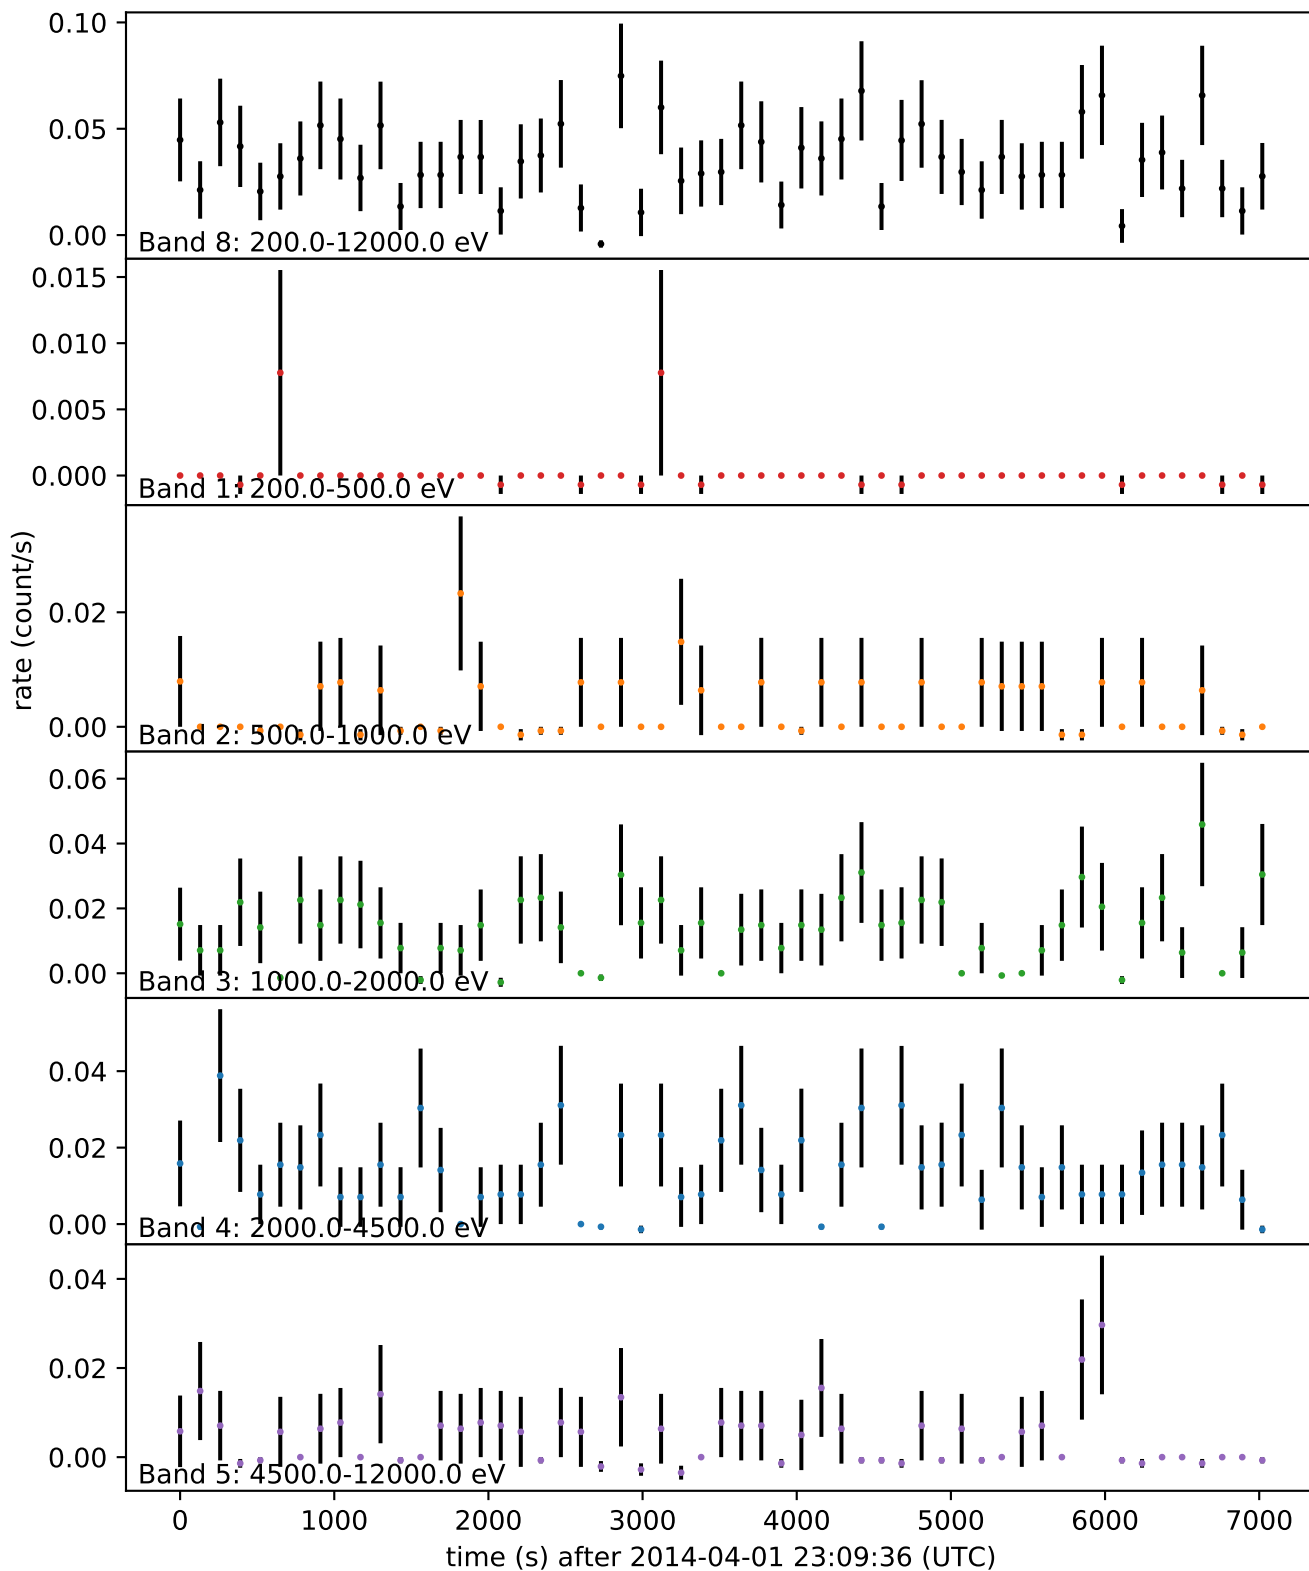 0.10
0.05
0.00
Band 8: 200.0-12000.0 eV
0.015
0.010
0.005
0.000
Band 1: 200.0-500.0 eV
rate (count/s)
0.02
0.00
Band 2: 500.0-1000.0 eV
0.06
0.04
0.02
0.00
Band 3: 1000.0-2000.0 eV
0.04
0.02
0.00
Band 4: 2000.0-4500.0 eV
0.04
0.02
0.00
Band 5: 4500.0-12000.0 eV
0 1000 2000 3000 4000 5000 6000 7000
time (s) after 2014-04-01 23:09:36 (UTC)